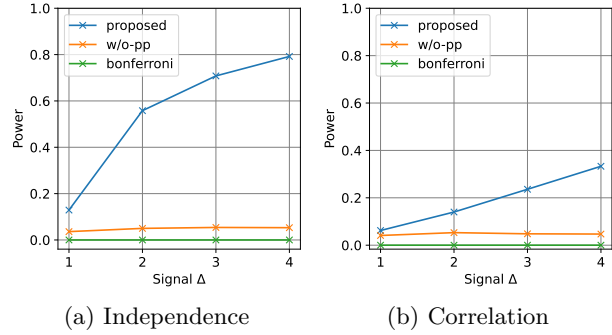 1.0
0.8
0.6
0.4
0.2
0.0
Power
proposed
w/o-pp
bonferroni
1 2 3 4
Signal Δ
(a) Independence
1.0
0.8
0.6
0.4
0.2
0.0
Power
proposed
w/o-pp
bonferroni
1 2 3 4
Signal Δ
(b) Correlation